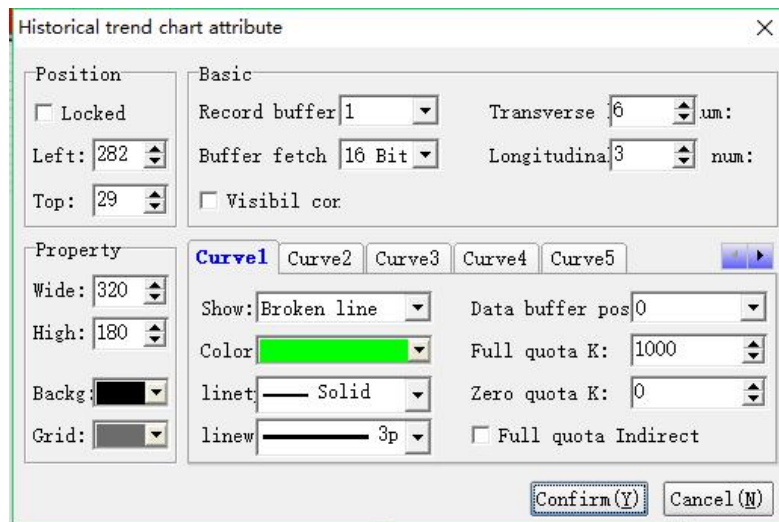 Historical trend chart attribute
Position
Locked
Left: 282
Top: 29
Basic
Record buffer 1
Transverse 6 um:
Buffer fetch 16 Bit
Longitudinal 3 num:
Visibil cor
Property
Wide: 320
High: 180
Backg:
Grid:
Curve1 Curve2 Curve3 Curve4 Curve5
Show: Broken line
Data buffer pos 0
Color
Full quota K: 1000
linet Solid
Zero quota K: 0
linew 3p
Full quota Indirect
Confirm(Y) Cancel(N)